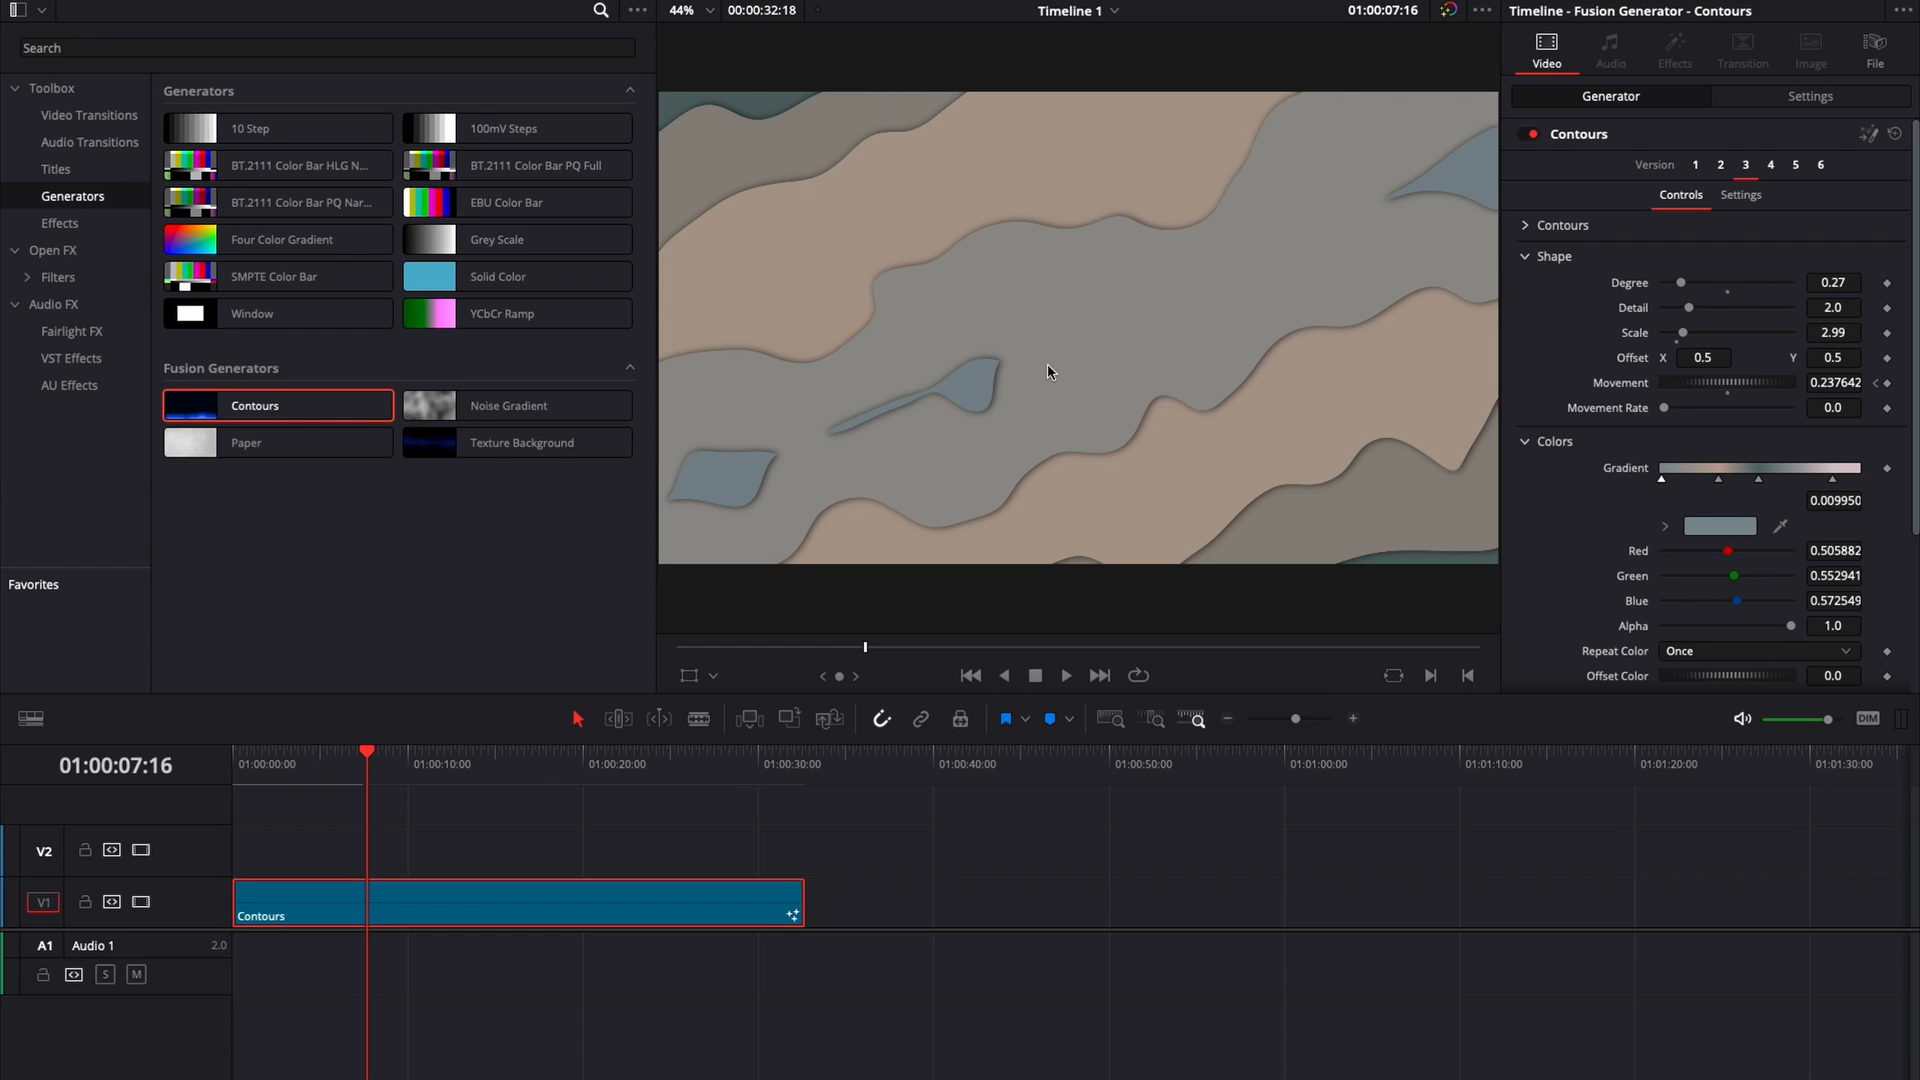 44%
00:00:32:18
Timeline 1
01:00:07:16
Timeline - Fusion Generator - Contours
Search
Toolbox
Video Transitions
Audio Transitions
Titles
Generators
Effects
Open FX
Filters
Audio FX
Fairlight FX
VST Effects
AU Effects
Favorites
Generators
10 Step
100mV Steps
BT.2111 Color Bar HLG N...
BT.2111 Color Bar PQ Full
BT.2111 Color Bar PQ Nar...
EBU Color Bar
Four Color Gradient
Grey Scale
SMPTE Color Bar
Solid Color
Window
YCbCr Ramp
Fusion Generators
Contours
Noise Gradient
Paper
Texture Background
Video
Audio
Effects
Transition
Image
File
Generator
Settings
Contours
Version 1 2 3 4 5 6
Controls
Settings
Contours
Shape
Degree 0.27
Detail 2.0
Scale 2.99
Offset X 0.5 Y 0.5
Movement 0.237642
Movement Rate 0.0
Colors
Gradient
0.009950
Red 0.505882
Green 0.552941
Blue 0.572549
Alpha 1.0
Repeat Color Once
Offset Color 0.0
DIM
01:00:07:16
01:00:00:00
01:00:10:00
01:00:20:00
01:00:30:00
01:00:40:00
01:00:50:00
01:01:00:00
01:01:10:00
01:01:20:00
01:01:30:00
V2
V1
Contours
A1 Audio 1 2.0
S M